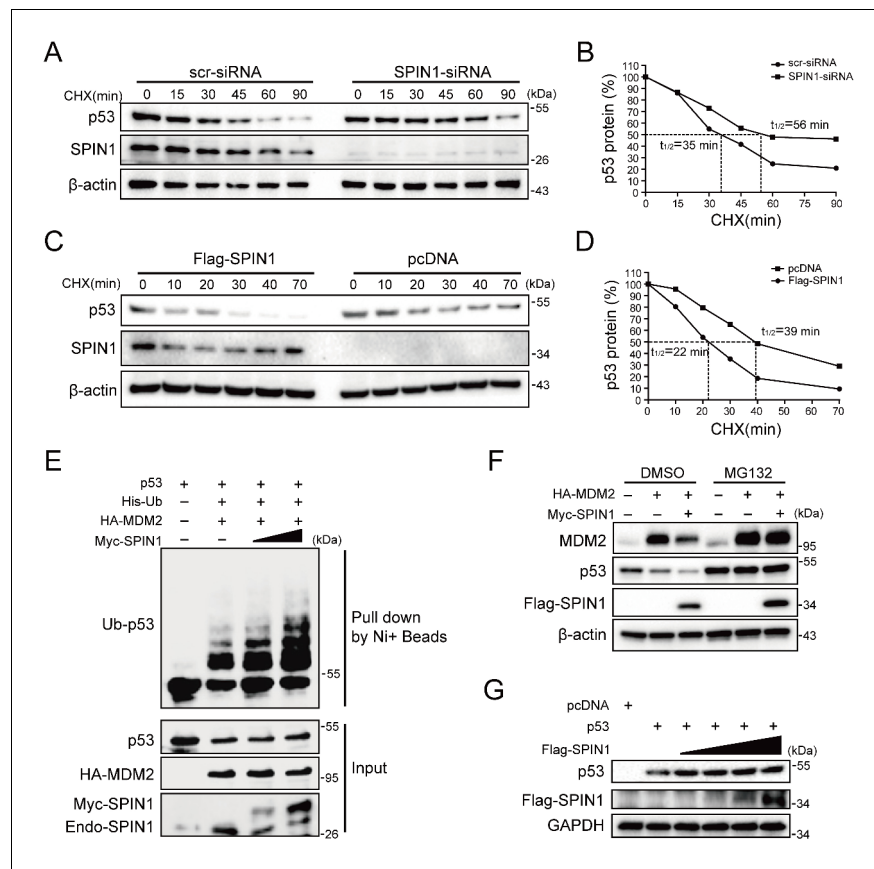 A
scr-siRNA SPIN1-siRNA
CHX(min) 0 15 30 45 60 90 0 15 30 45 60 90 (kDa)
p53 -55
SPIN1 -26
β-actin -43
B
scr-siRNA
SPIN1-siRNA
p53 protein (%)
110
100
90
80
70
60
50
40
30
20
10
0
t1/2=56 min
t1/2=35 min
0 15 30 45 60 75 90
CHX(min)
C
Flag-SPIN1 pcDNA
CHX(min) 0 10 20 30 40 70 0 10 20 30 40 70 (kDa)
p53 -55
SPIN1 -34
β-actin -43
D
pcDNA
Flag-SPIN1
p53 protein (%)
110
100
90
80
70
60
50
40
30
20
10
0
t1/2=39 min
t1/2=22 min
0 10 20 30 40 50 60 70
CHX(min)
E
p53 + + + +
His-Ub − + + +
HA-MDM2 − + + +
Myc-SPIN1 − − (kDa)
Ub-p53 -55
Pull down
by Ni+ Beads
p53 -55
HA-MDM2 -95
Input
Myc-SPIN1
Endo-SPIN1 -26
F
DMSO MG132
HA-MDM2 − + + − + +
Myc-SPIN1 − − + − − + (kDa)
MDM2 -95
p53 -55
Flag-SPIN1 -34
β-actin -43
G
pcDNA +
p53 + + + + +
Flag-SPIN1 (kDa)
p53 -55
Flag-SPIN1 -34
GAPDH -34